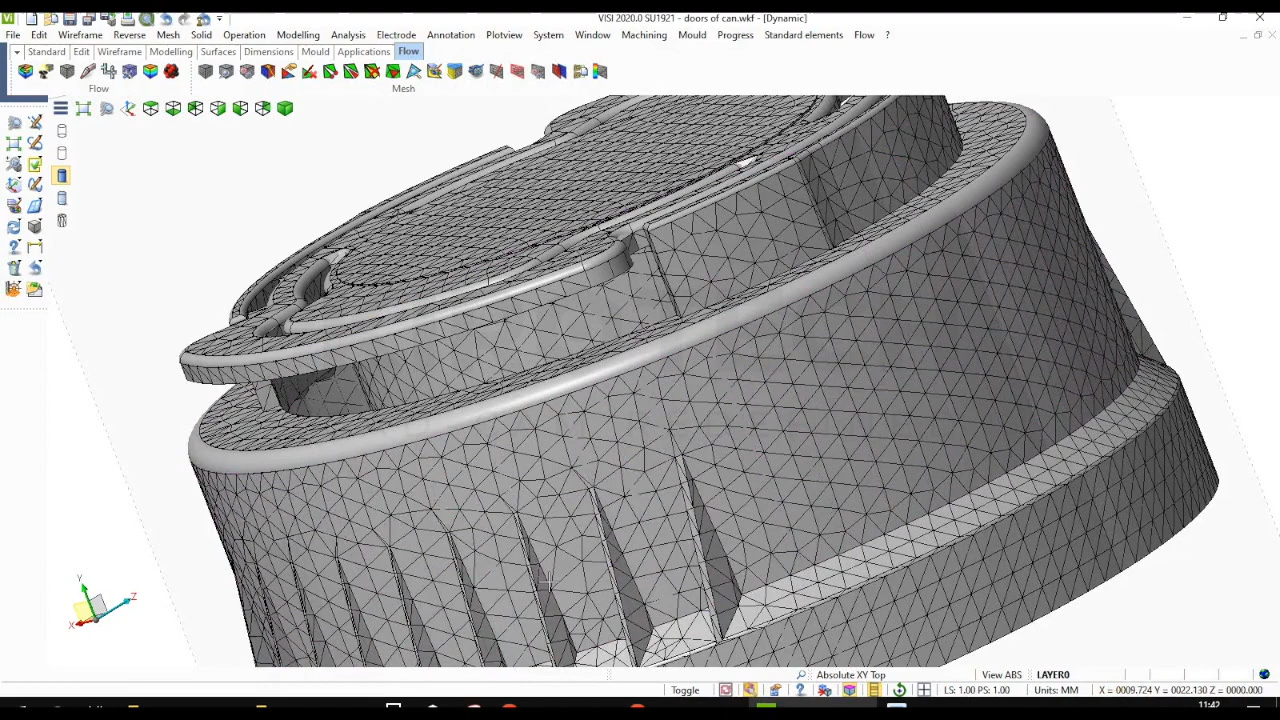 VISI 2020.0 SU1921 - doors of can.wkf - [Dynamic]
File Edit Wireframe Reverse Mesh Solid Operation Modelling Analysis Electrode Annotation Plotview System Window Machining Mould Progress Standard elements Flow ?
Standard Edit Wireframe Modelling Surfaces Dimensions Mould Applications Flow
Flow Mesh
Y
Z
X
Absolute XY Top View ABS LAYER0
Toggle LS: 1.00 PS: 1.00 Units: MM X = 0009.724 Y = 0022.130 Z = 0000.000
11:42